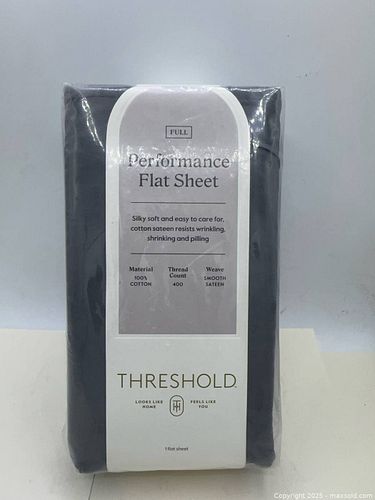 FULL
Performance
Flat Sheet
Silky soft and easy to care for,
cotton sateen resists wrinkling,
shrinking and pilling
Material Thread Count Weave
100% COTTON 400 SMOOTH SATEEN
THRESHOLD
LOOKS LIKE HOME TH FEELS LIKE YOU
1 flat sheet
Copyright 2025 - maxsold.com